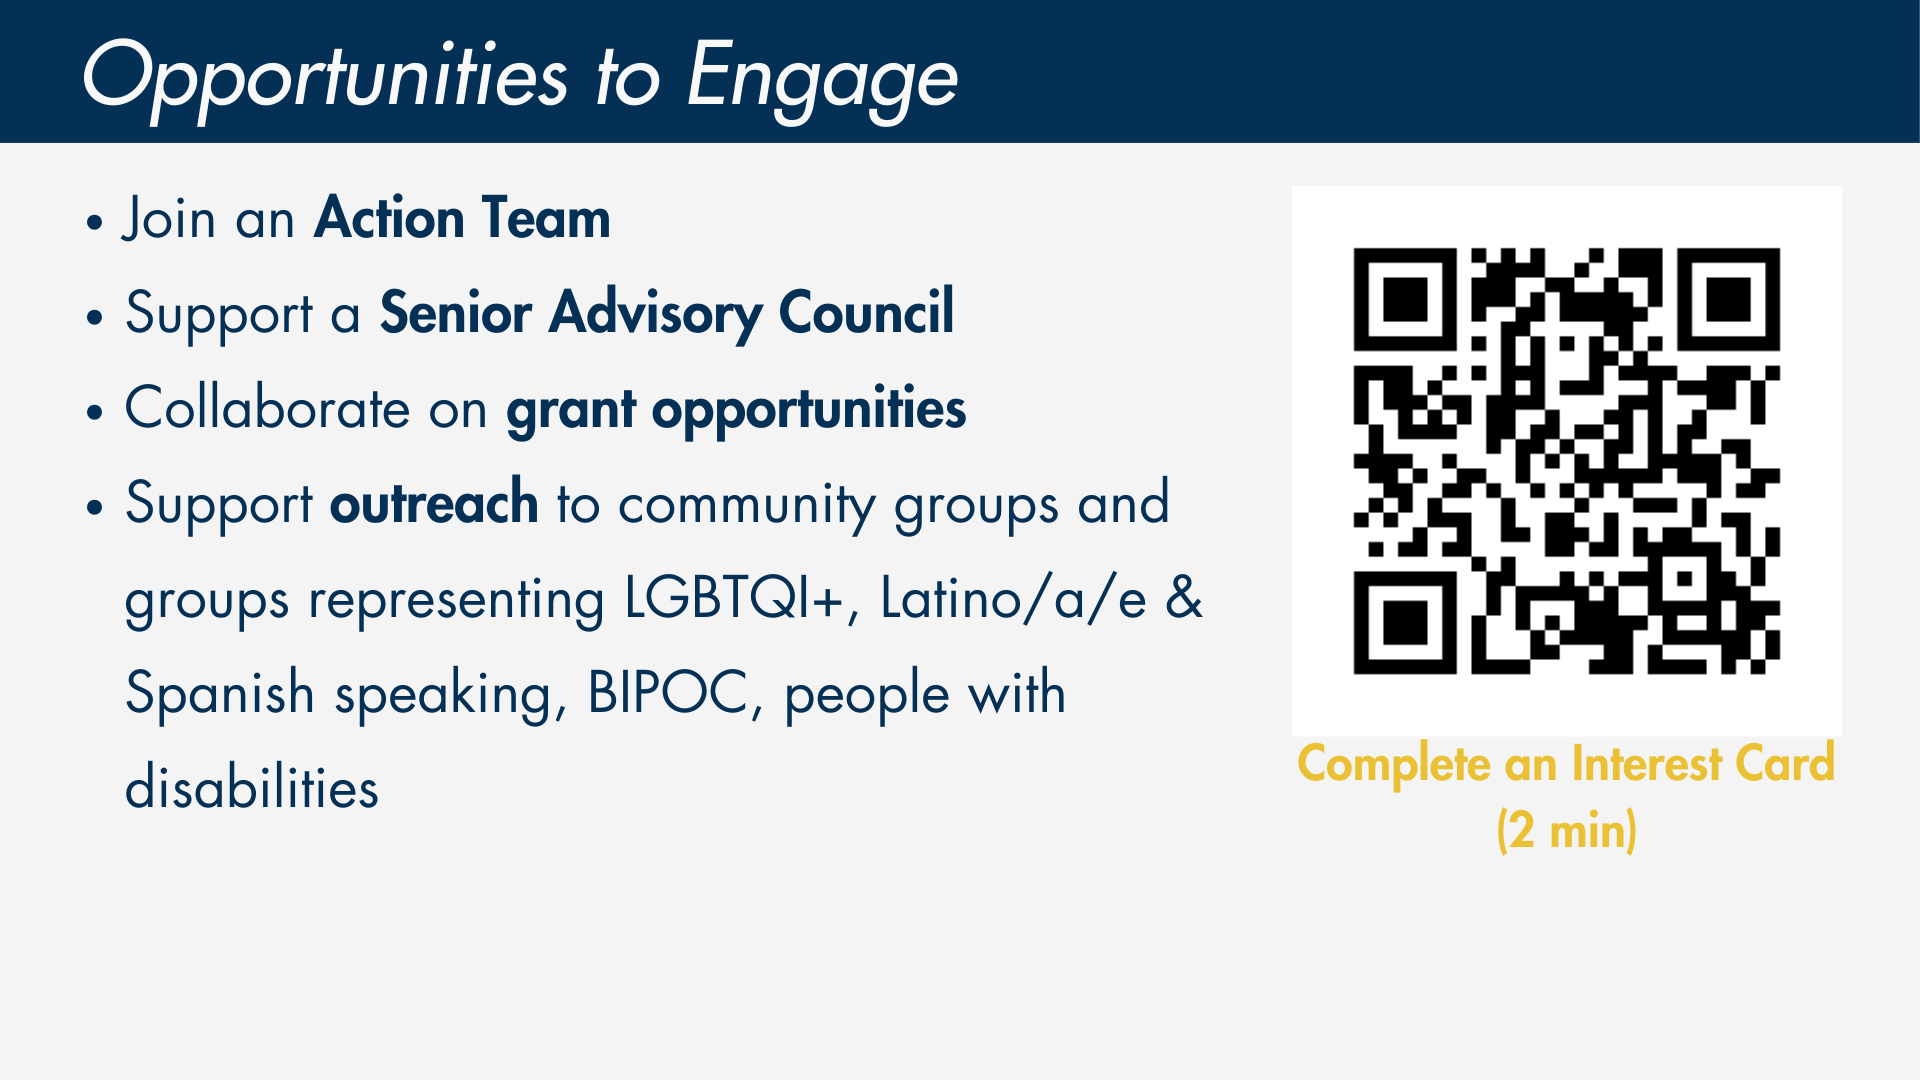 Opportunities to Engage
• Join an Action Team
• Support a Senior Advisory Council
• Collaborate on grant opportunities
• Support outreach to community groups and
groups representing LGBTQI+, Latino/a/e &
Spanish speaking, BIPOC, people with
disabilities
Complete an Interest Card
(2 min)